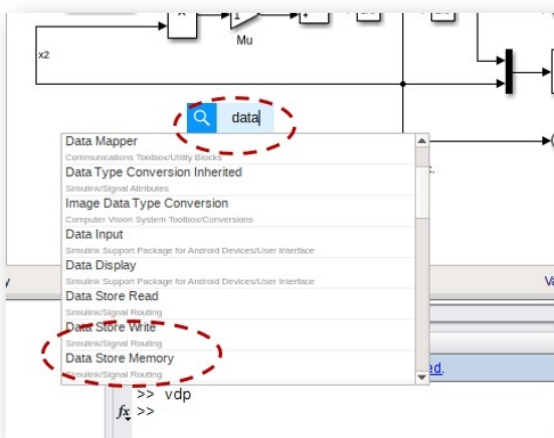 1
Mu
x2
data
Data Mapper
Communications Toolbox/Utility Blocks
Data Type Conversion Inherited
Simulink/Signal Attributes
Image Data Type Conversion
Computer Vision System Toolbox/Conversions
Data Input
Simulink Support Package for Android Devices/User Interface
Data Display
Simulink Support Package for Android Devices/User Interface
Data Store Read
Simulink/Signal Routing
Data Store Write
Simulink/Signal Routing
Data Store Memory
Simulink/Signal Routing
ed.
>> vdp
fx >>